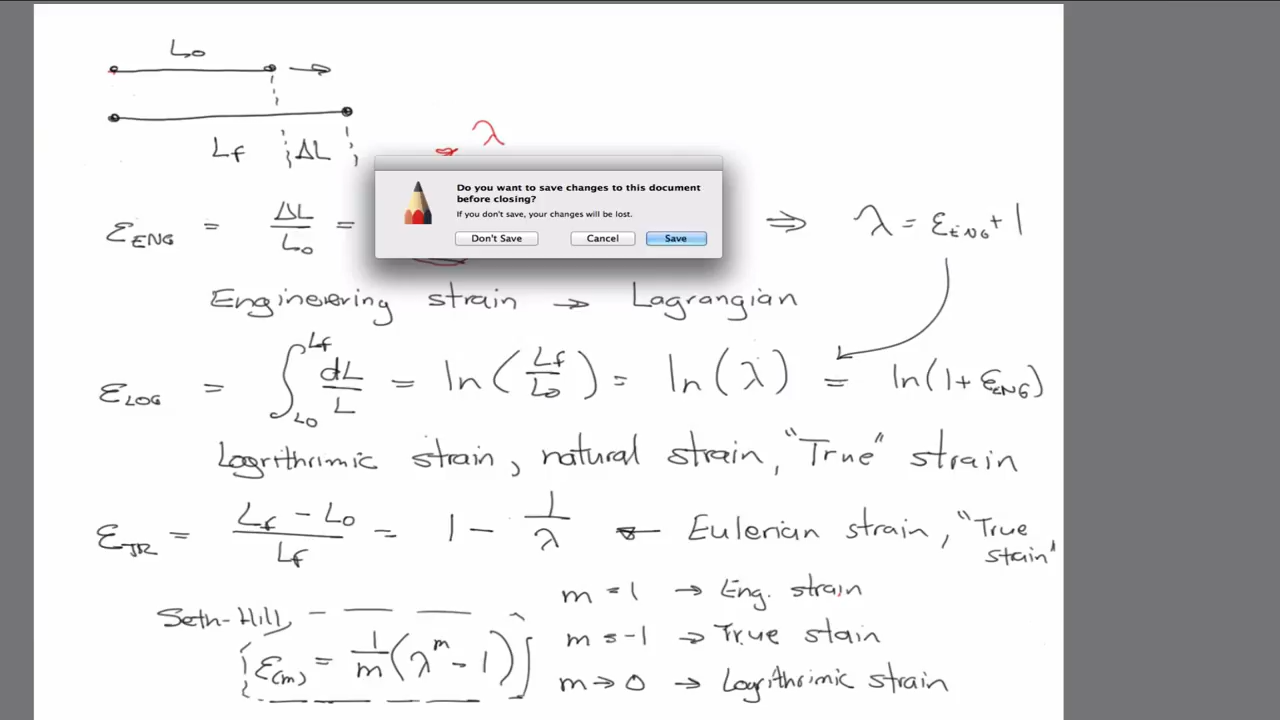 L₀
L_f ΔL
λ
Do you want to save changes to this document
before closing?
If you don't save, your changes will be lost.
Don't Save Cancel Save
ε_ENG = ΔL/L₀ = ⇒ λ = ε_ENG + 1
Engineering strain → Lagrangian
ε_LOG = ∫_{L₀}^{L_f} dL/L = ln(L_f/L₀) = ln(λ) = ln(1 + ε_ENG)
Logrithrimic strain, natural strain, "True" strain
ε_TR = (L_f − L₀)/L_f = 1 − 1/λ ← Eulerian strain, "True
strain"
m = 1 → Eng. strain
Seth-Hill
m = -1 → True stain
ε_(m) = 1/m (λ^m − 1)
m → 0 → Logrithrimic strain